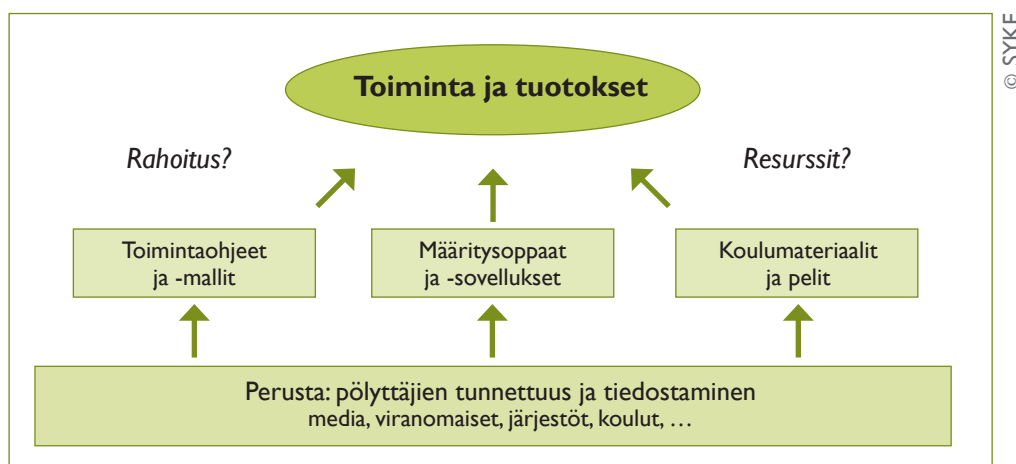 © SYKE
Toiminta ja tuotokset
Rahoitus?
Resurssit?
Toimintaohjeet
ja -mallit
Määritysoppaat
ja -sovellukset
Koulumateriaalit
ja pelit
Perusta: pölyttäjien tunnettuus ja tiedostaminen
media, viranomaiset, järjestöt, koulut, …